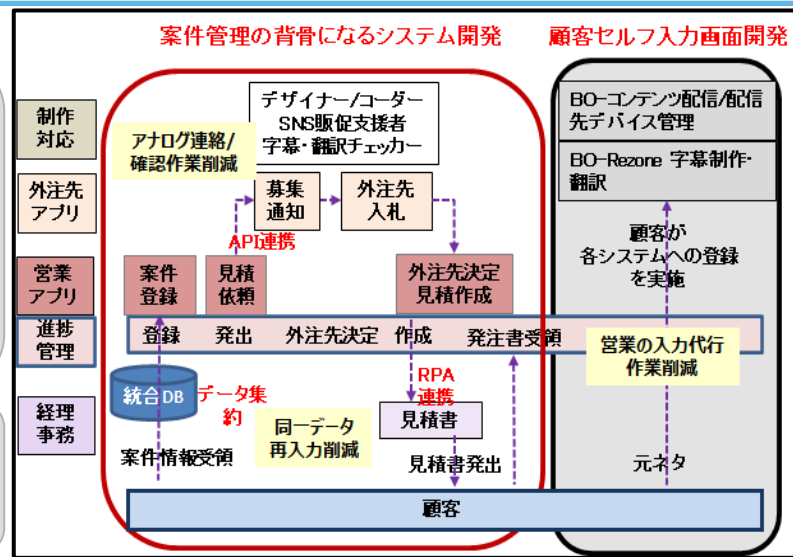 案件管理の背骨になるシステム開発
顧客セルフ入力画面開発
制作
対応
アナログ連絡/
確認作業削減
デザイナー/コーダー
SNS販促支援者
字幕・翻訳チェッカー
BO-コンテンツ配信/配信
先デバイス管理
BO-Rezone 字幕制作・
翻訳
外注先
アプリ
募集
通知
外注先
入札
API連携
顧客が
各システムへの登録
を実施
営業
アプリ
案件
登録
見積
依頼
外注先決定
見積作成
進捗
管理
登録
発出
外注先決定
作成
発注書受領
営業の入力代行
作業削減
統合DB
データ集
約
RPA
連携
経理
事務
同一データ
再入力削減
見積書
案件情報受領
見積書発出
元ネタ
顧客